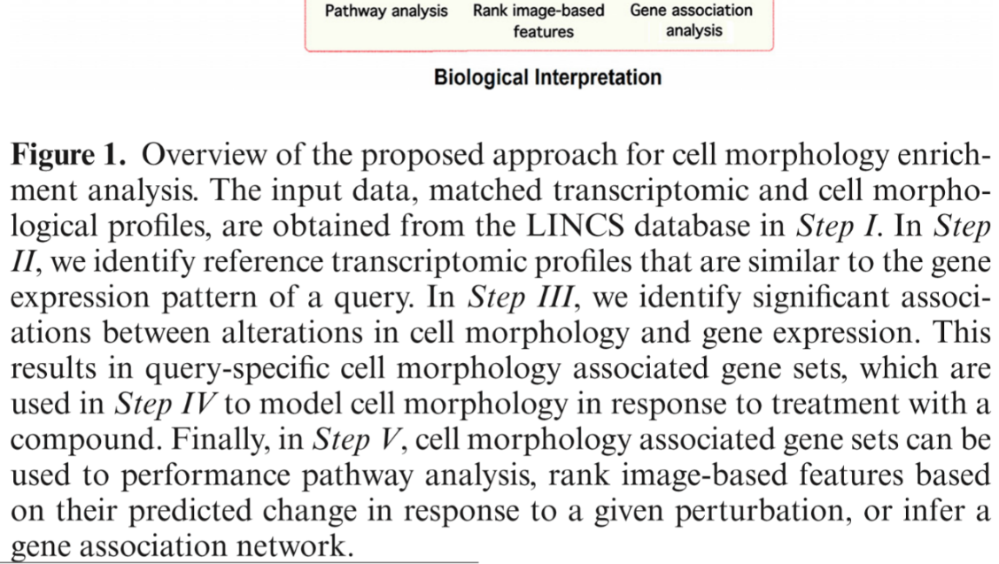 Pathway analysis Rank image-based Gene association
features analysis
Biological Interpretation
Figure 1. Overview of the proposed approach for cell morphology enrich-
ment analysis. The input data, matched transcriptomic and cell morpho-
logical profiles, are obtained from the LINCS database in Step I. In Step
II, we identify reference transcriptomic profiles that are similar to the gene
expression pattern of a query. In Step III, we identify significant associ-
ations between alterations in cell morphology and gene expression. This
results in query-specific cell morphology associated gene sets, which are
used in Step IV to model cell morphology in response to treatment with a
compound. Finally, in Step V, cell morphology associated gene sets can be
used to performance pathway analysis, rank image-based features based
on their predicted change in response to a given perturbation, or infer a
gene association network.